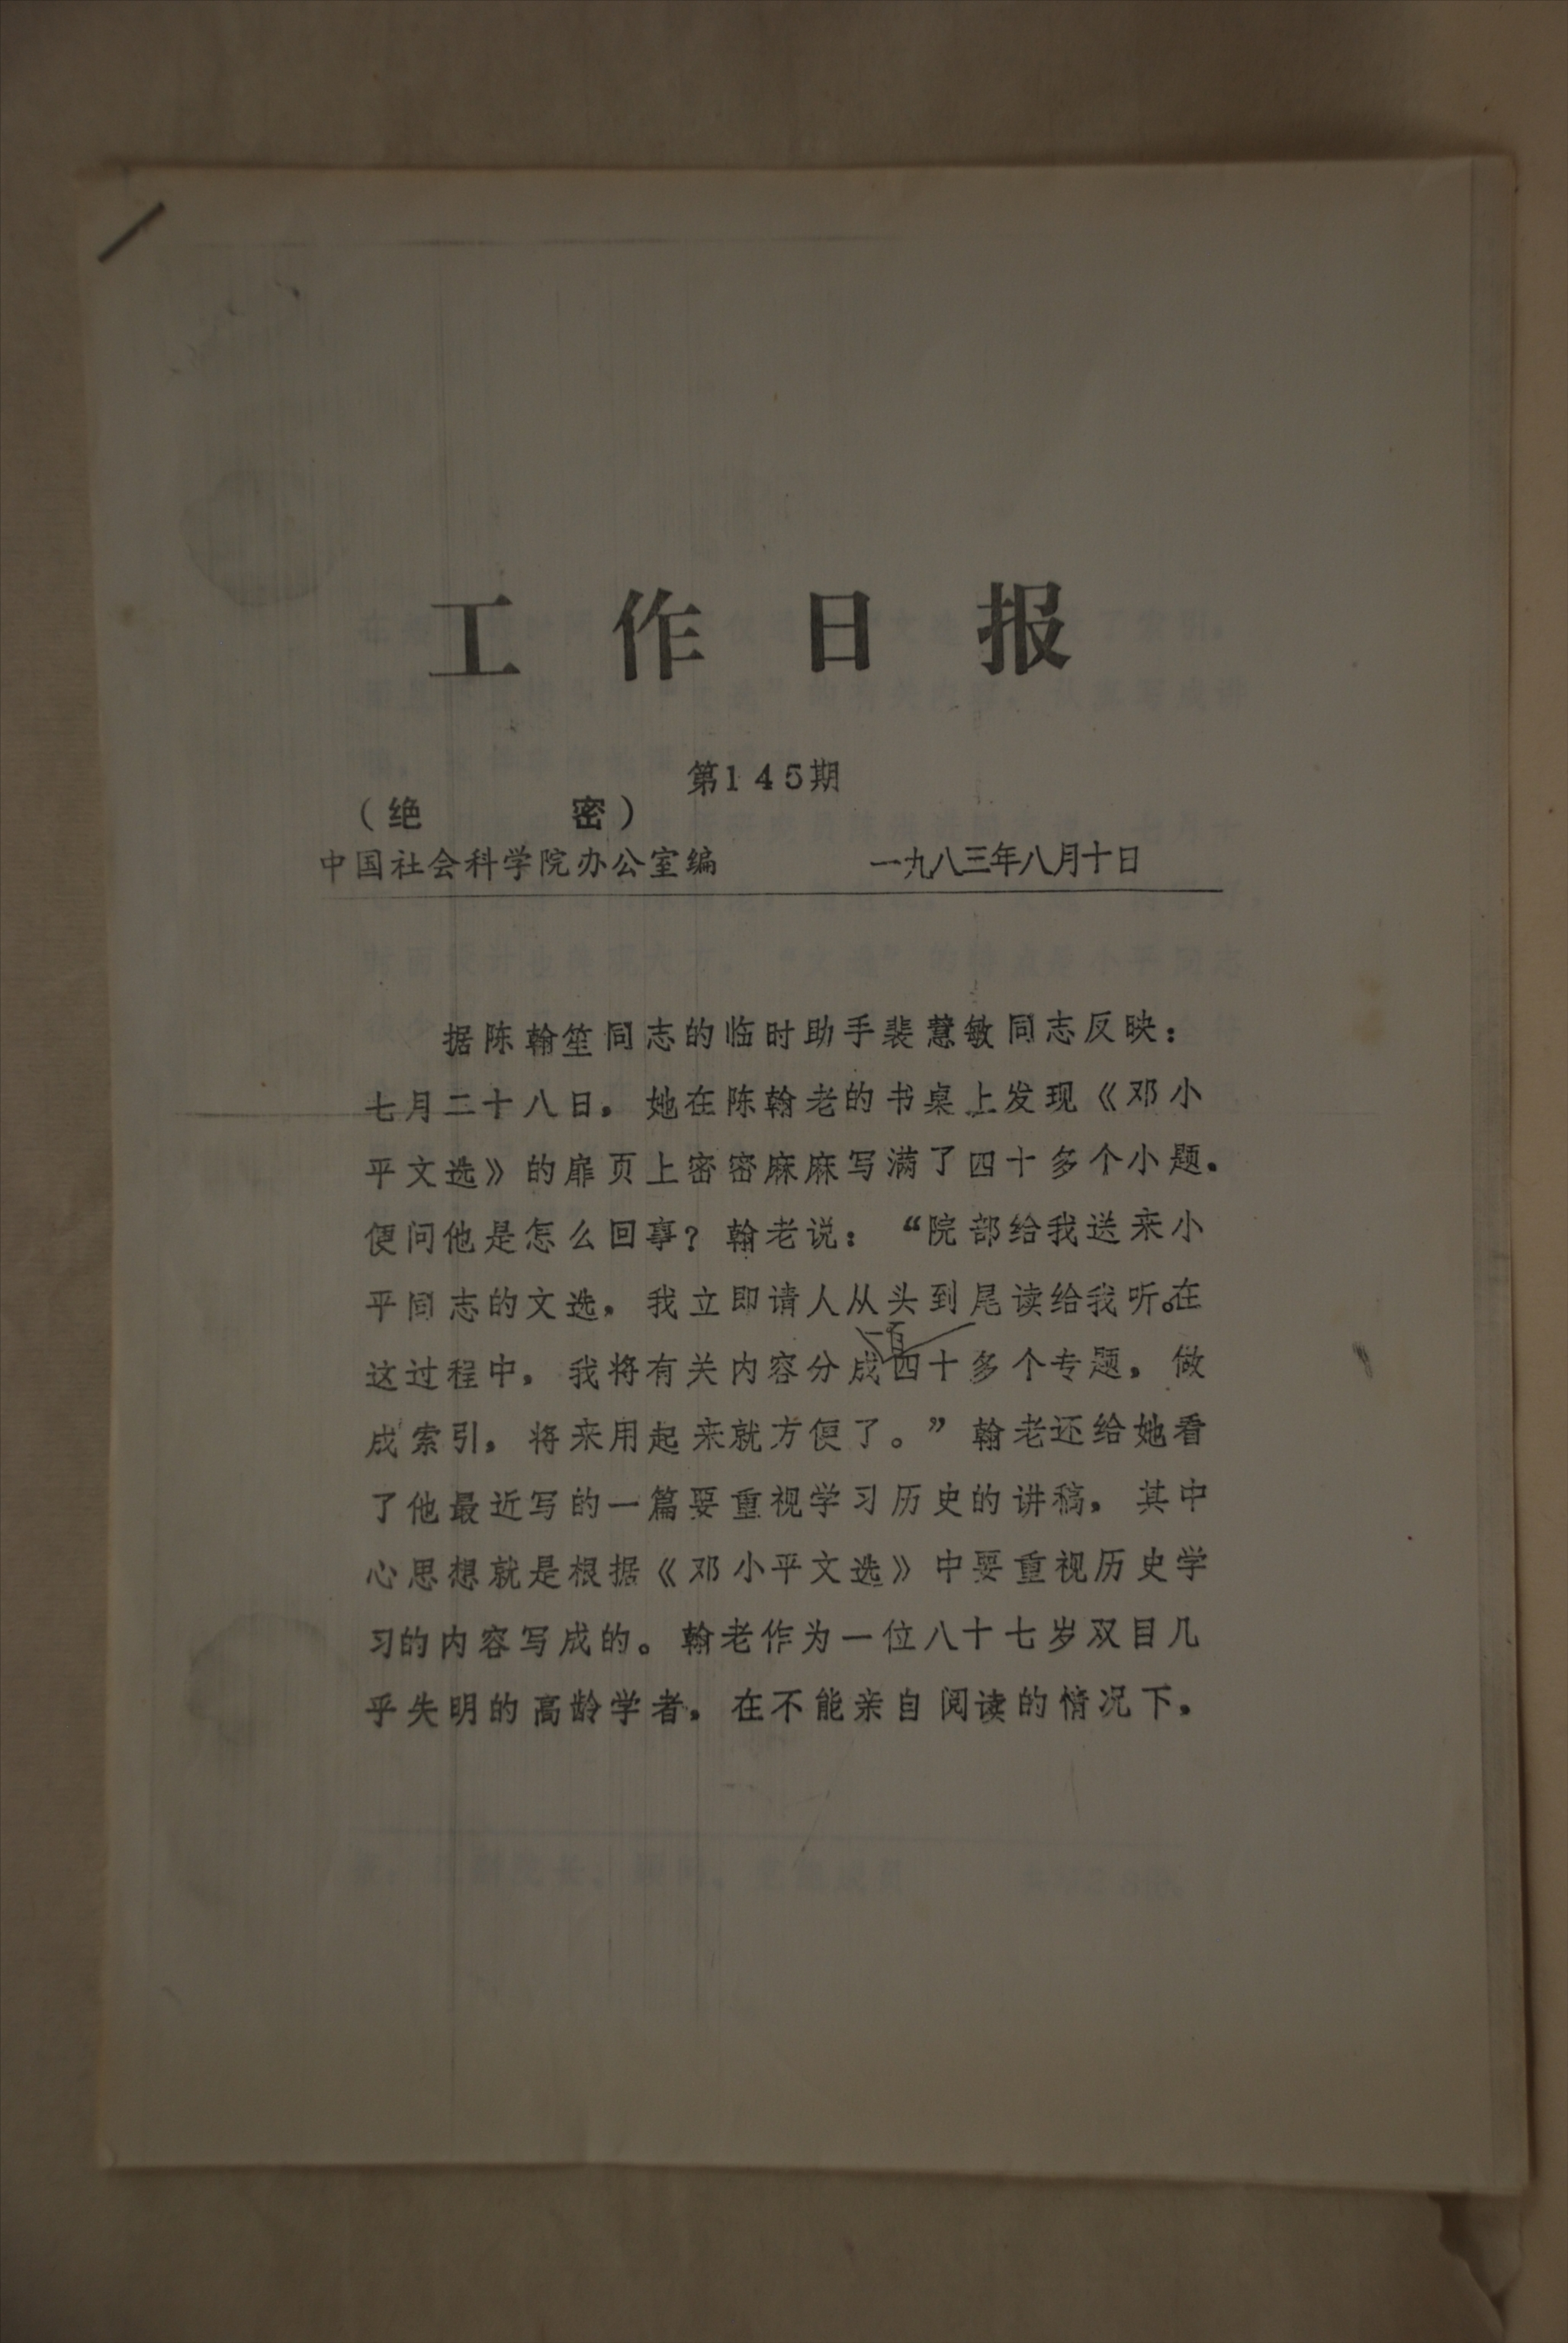 工作日报
第145期
（绝密）
中国社会科学院办公室编 一九八三年八月十日
据陈翰笙同志的临时助手裴慧敏同志反映：
七月二十八日，她在陈翰老的书桌上发现《邓小
平文选》的扉页上密密麻麻写满了四十多个小题。
便问他是怎么回事？翰老说：“院部给我送来小
平同志的文选，我立即请人从头到尾读给我听。在
这过程中，我将有关内容分成四十多个专题，做
成索引，将来用起来就方便了。”翰老还给她看
了他最近写的一篇要重视学习历史的讲稿，其中
心思想就是根据《邓小平文选》中要重视历史学
习的内容写成的。翰老作为一位八十七岁双目几
乎失明的高龄学者，在不能亲自阅读的情况下，